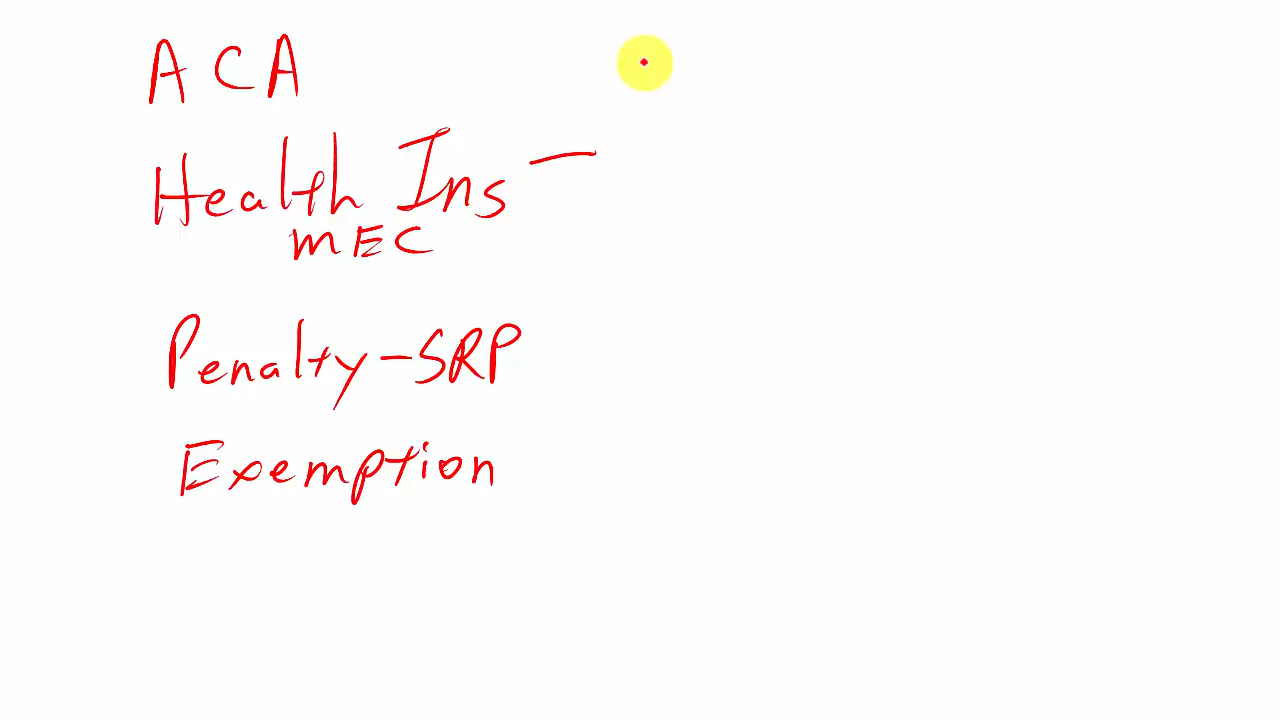 ACA
Health Ins —
MEC
Penalty - SRP
Exemption